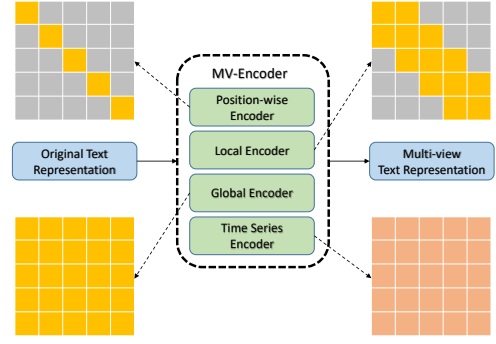 MV-Encoder
Position-wise
Encoder
Local Encoder
Global Encoder
Time Series
Encoder
Original Text
Representation
Multi-view
Text Representation